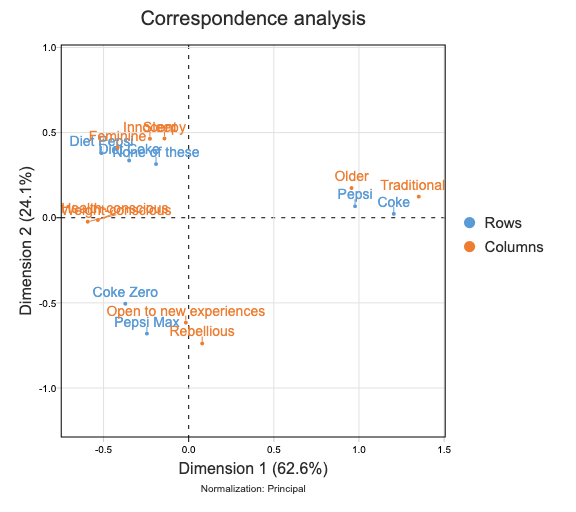 Correspondence analysis
1.0
Innocent Sleepy
Feminine
0.5
Diet Pepsi
Diet Coke
None of these
Older
Traditional
Pepsi
Coke
Health-conscious
Weight-conscious
0.0
Rows
Columns
Dimension 2 (24.1%)
Coke Zero
-0.5
Open to new experiences
Pepsi Max
Rebellious
-1.0
-0.5 0.0 0.5 1.0 1.5
Dimension 1 (62.6%)
Normalization: Principal